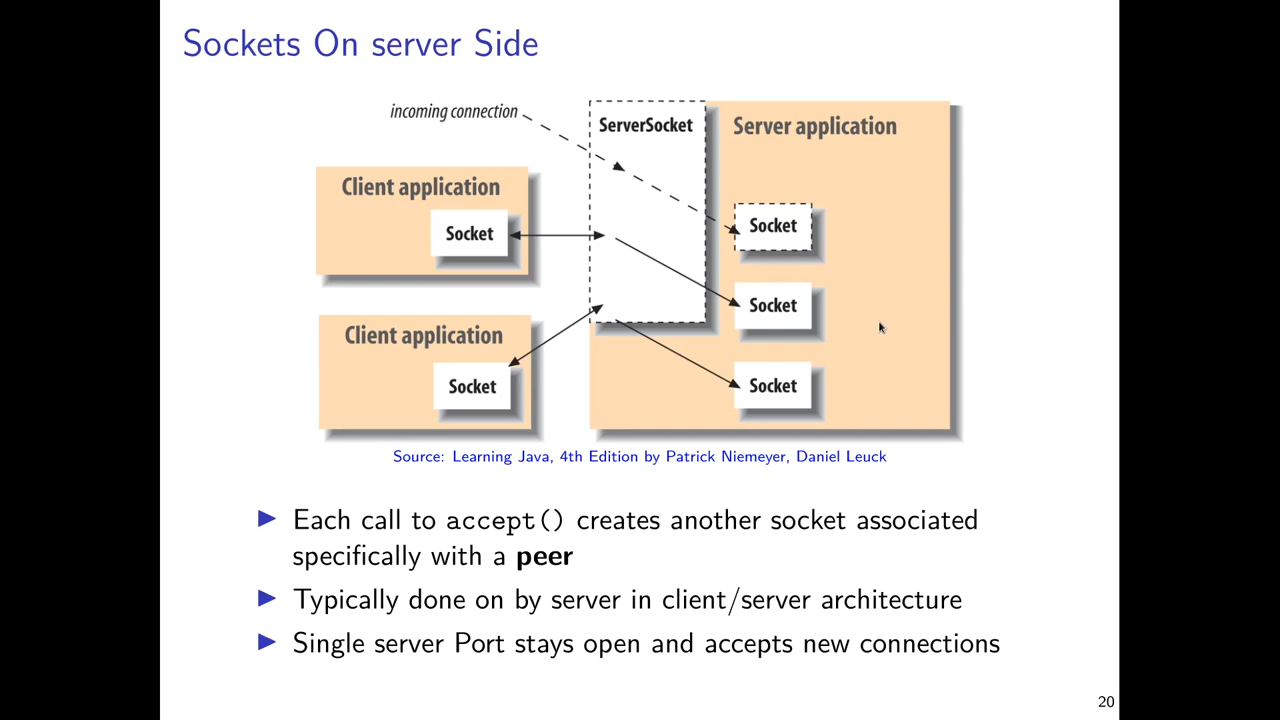 Sockets On server Side
incoming connection
ServerSocket
Server application
Client application
Socket
Socket
Socket
Client application
Socket
Socket
Source: Learning Java, 4th Edition by Patrick Niemeyer, Daniel Leuck
Each call to accept() creates another socket associated
specifically with a peer
Typically done on by server in client/server architecture
Single server Port stays open and accepts new connections
20